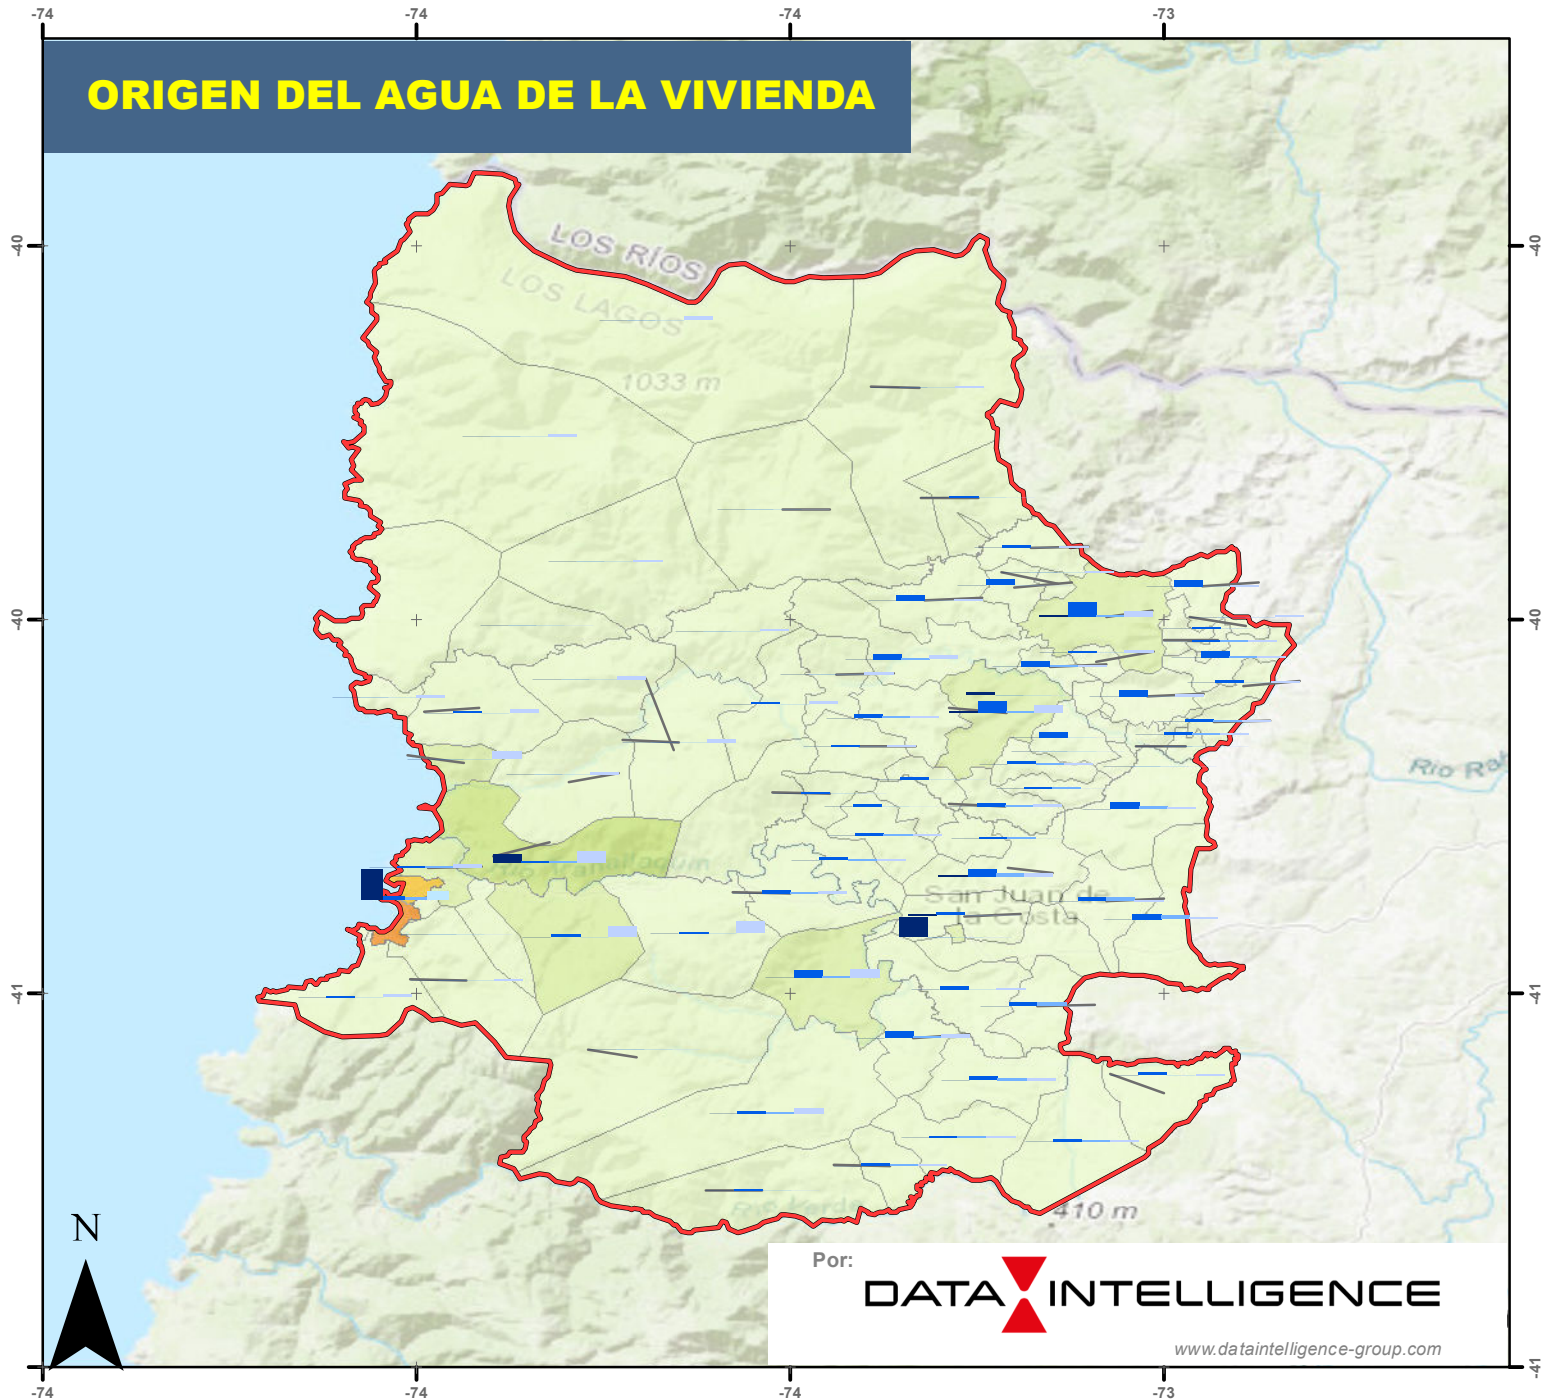 -74 -74 -74 -73
ORIGEN DEL AGUA DE LA VIVIENDA
LOS RÍOS
LOS LAGOS
40 40
1033 m
40 40
Río Rah
San Juan de
la Costa
41 41
410 m
N
Por:
DATA INTELLIGENCE
www.dataintelligence-group.com
41
-74 -74 -74 -73